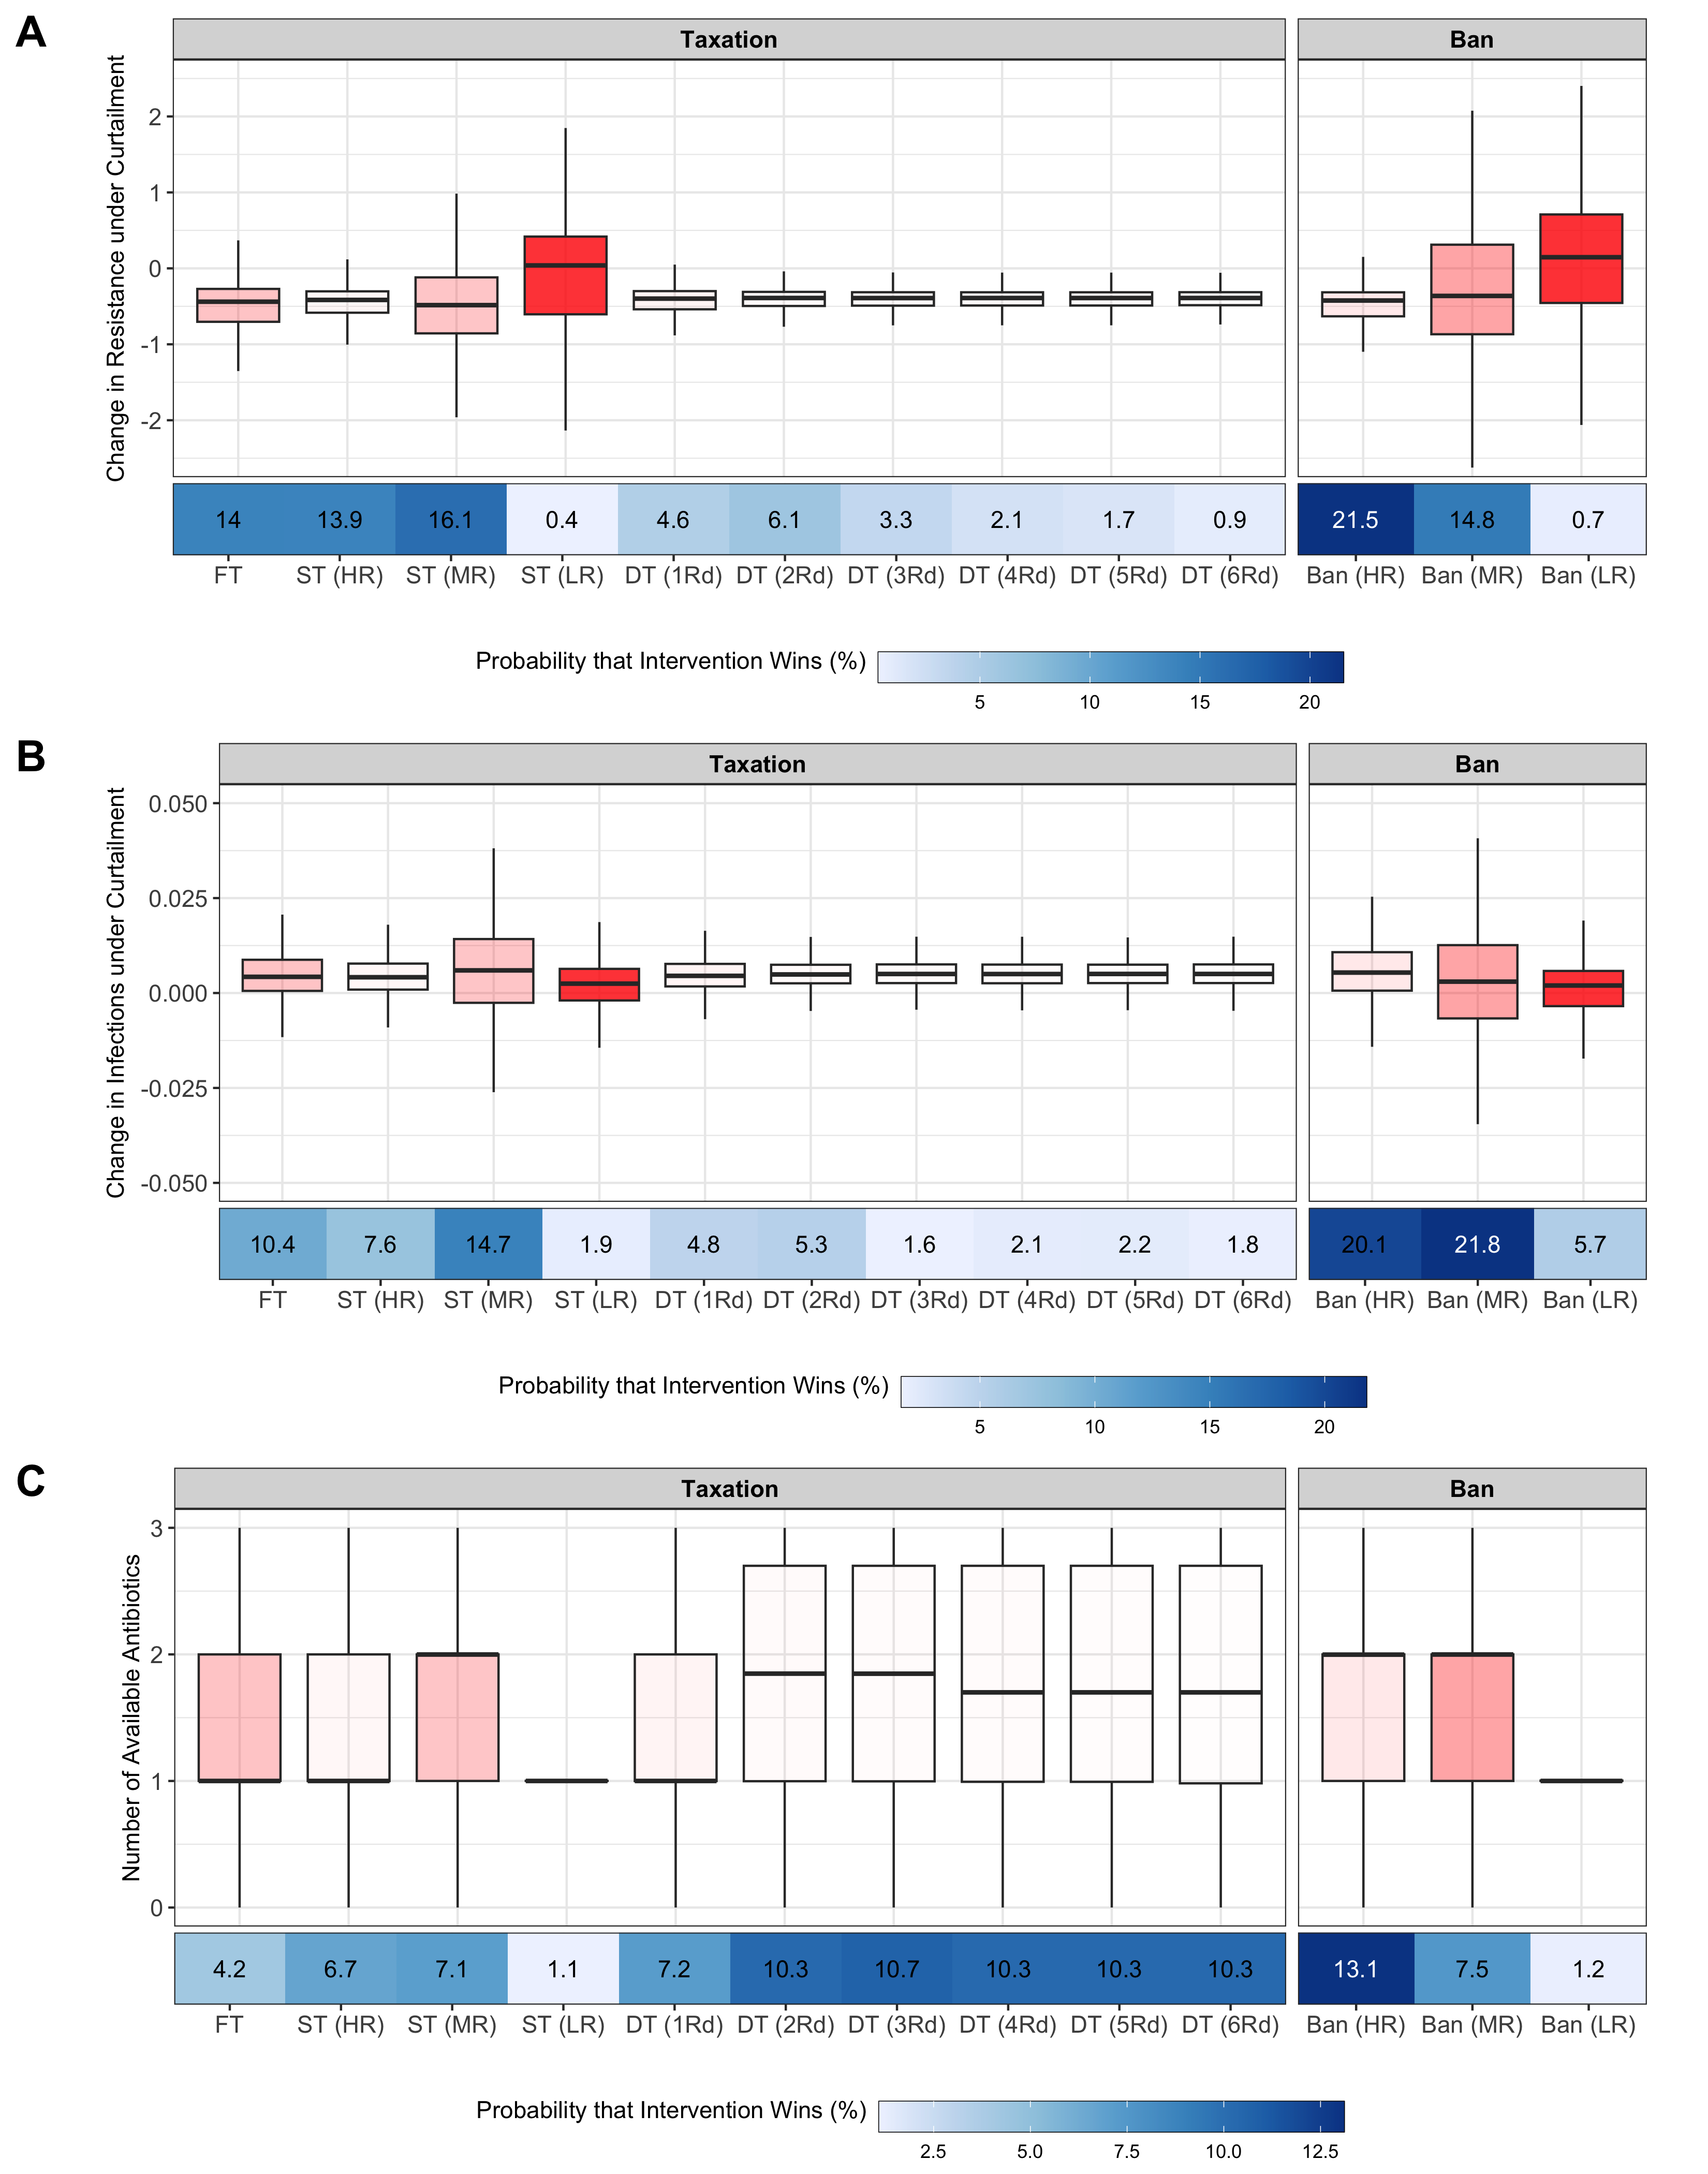 A
Taxation
Ban
Change in Resistance under Curtailment
2
1
0
-1
-2
14 13.9 16.1 0.4 4.6 6.1 3.3 2.1 1.7 0.9 21.5 14.8 0.7
FT ST (HR) ST (MR) ST (LR) DT (1Rd) DT (2Rd) DT (3Rd) DT (4Rd) DT (5Rd) DT (6Rd) Ban (HR) Ban (MR) Ban (LR)
Probability that Intervention Wins (%)
5 10 15 20
B
Taxation
Ban
Change in Infections under Curtailment
0.050
0.025
0.000
-0.025
-0.050
10.4 7.6 14.7 1.9 4.8 5.3 1.6 2.1 2.2 1.8 20.1 21.8 5.7
FT ST (HR) ST (MR) ST (LR) DT (1Rd) DT (2Rd) DT (3Rd) DT (4Rd) DT (5Rd) DT (6Rd) Ban (HR) Ban (MR) Ban (LR)
Probability that Intervention Wins (%)
5 10 15 20
C
Taxation
Ban
Number of Available Antibiotics
3
2
1
0
4.2 6.7 7.1 1.1 7.2 10.3 10.7 10.3 10.3 10.3 13.1 7.5 1.2
FT ST (HR) ST (MR) ST (LR) DT (1Rd) DT (2Rd) DT (3Rd) DT (4Rd) DT (5Rd) DT (6Rd) Ban (HR) Ban (MR) Ban (LR)
Probability that Intervention Wins (%)
2.5 5.0 7.5 10.0 12.5